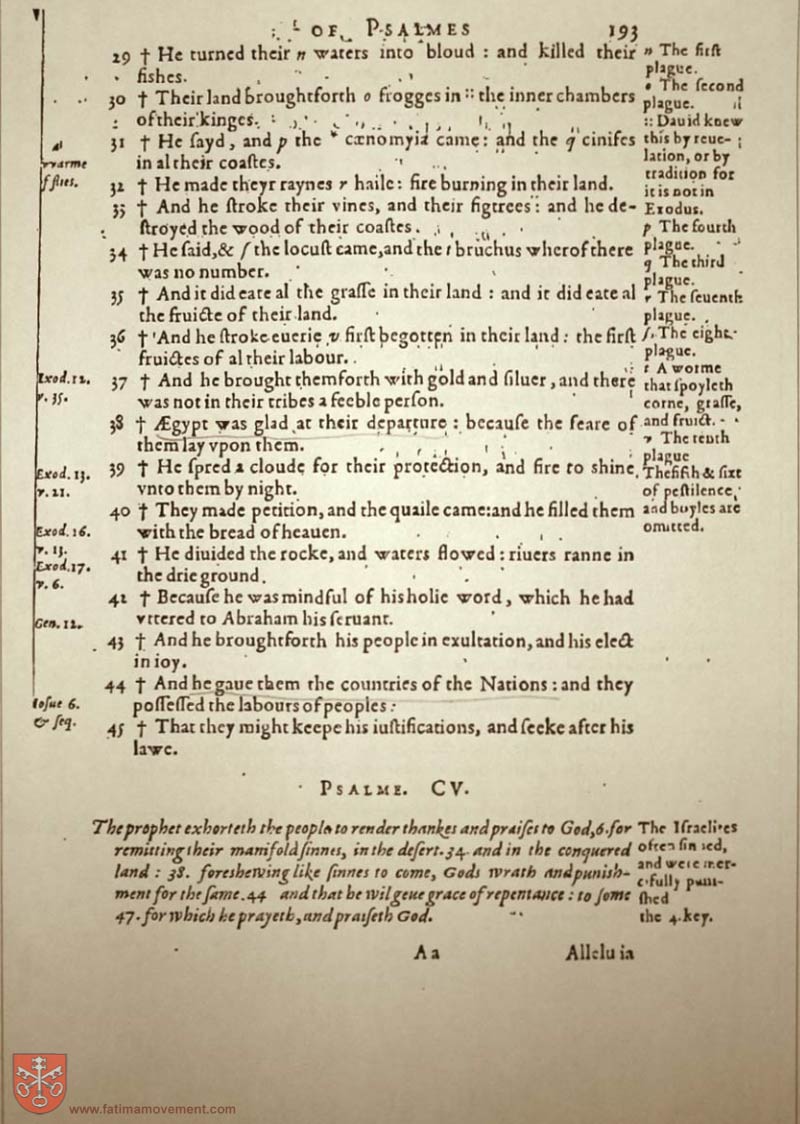 OF PSALMES 193
29 † He turned their n waters into bloud : and killed their
fishes.
30 † Their land broughtforth o frogges in :: the inner chambers
of their kinges.
31 † He sayd, and p the * cœnomyia came: and the q cinifes
in al their coastes.
32 † He made theyr raynes r haile: fire burning in their land.
33 † And he stroke their vines, and their figtrees: and he de-
ſtroyed the wood of their coaſtes.
34 † He ſaid,& ſ the locuſt came,and the t bruchus wherof there
was no number.
35 † And it did eate al the graſſe in their land : and it did eate al
the fruicte of their land.
36 † And he ſtroke euerie v firſt begotten in their land: the firſt
fruictes of al their labour.
37 † And he brought themforth with gold and ſiluer, and there
was not in their tribes a feeble perſon.
38 † Ægypt was glad at their departure : becauſe the feare of
them lay vpon them.
39 † He ſpred a cloude for their protection, and fire to shine
vnto them by night.
40 † They made petition, and the quaile came:and he filled them
with the bread of heauen.
41 † He diuided the rocke, and waters flowed : riuers ranne in
the drie ground.
42 † Becauſe he was mindful of his holie word, which he had
vttered to Abraham his ſeruant.
43 † And he broughtforth his people in exultation, and his elect
in ioy.
44 † And he gaue them the countries of the Nations : and they
poſſeſſed the labours of peoples :
45 † That they might keepe his iuſtifications, and ſeeke after his
lawe.
warme
flies.
Exod. 12.
v. 35.
Exod. 13.
v. 21.
Exod. 16.
v. 13.
Exod. 17.
v. 6.
Gen. 12.
Ioſue 6.
& ſeq.
n The firſt
plague.
o The ſecond
plague.
:: Dauid knew
this by reue-
lation, or by
tradition for
it is not in
Exodus.
p The fourth
plague.
q The third
plague.
r The ſeuenth
plague.
ſ. The eight
plague.
t A worme
that ſpoyleth
corne, graſſe,
and fruict.
v The tenth
plague
The fifth & ſixt
of peſtilence,
and boyles are
omitted.
PSALME. CV.
The prophet exhorteth the people to render thankes and praiſes to God, 6. for
remitting their manifold ſinnes, in the deſert. 34. and in the conquered
land : 38. foreshewing like ſinnes to come, Gods wrath and punish-
ment for the ſame. 44 and that he wil geue grace of repentance : to ſome
47. for which he prayeth, and praiſeth God.
The Iſraelites
often ſinned,
and were mer-
cifully puni-
shed
the 4. key.
Aa Alleluia
www.fatimamovement.com